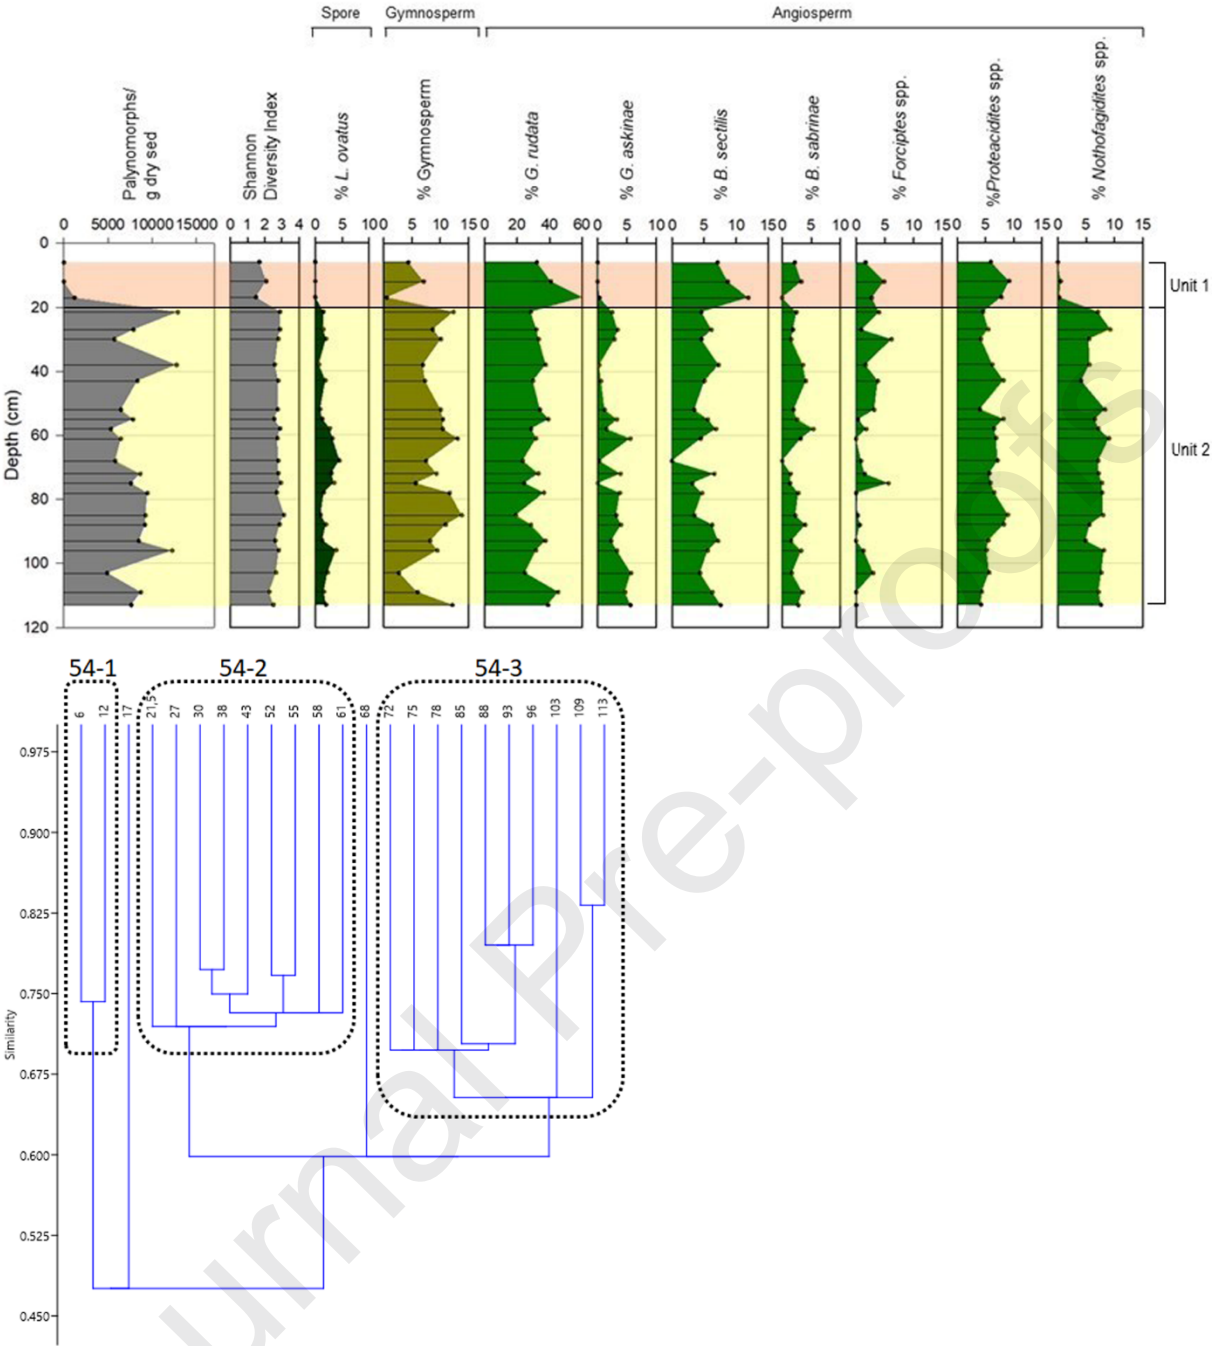 Spore Gymnosperm Angiosperm
Palynomorphs/
g dry sed
Shannon
Diversity Index
% L. ovatus
% Gymnosperm
% G. rudata
% G. askinae
% B. sectilis
% B. sabrinae
% Forciptes spp.
%Proteacidites spp.
% Nothofagidites spp.
0 50000 100000 150000 0 1 2 3 4 0 5 10 0 5 10 15 0 20 40 60 0 5 10 0 5 10 15 0 5 10 0 5 10 15 0 5 10 15 0 5 10 15
0
20
40
60
80
100
120
Depth (cm)
Unit 1
Unit 2
54-1 54-2 54-3
6 12 17 21,5 27 30 38 43 52 55 58 61 68 72 75 78 85 88 93 96 103 109 113
0.975
0.900
0.825
0.750
0.675
0.600
0.525
0.450
Similarity
urnal Pre-proofs